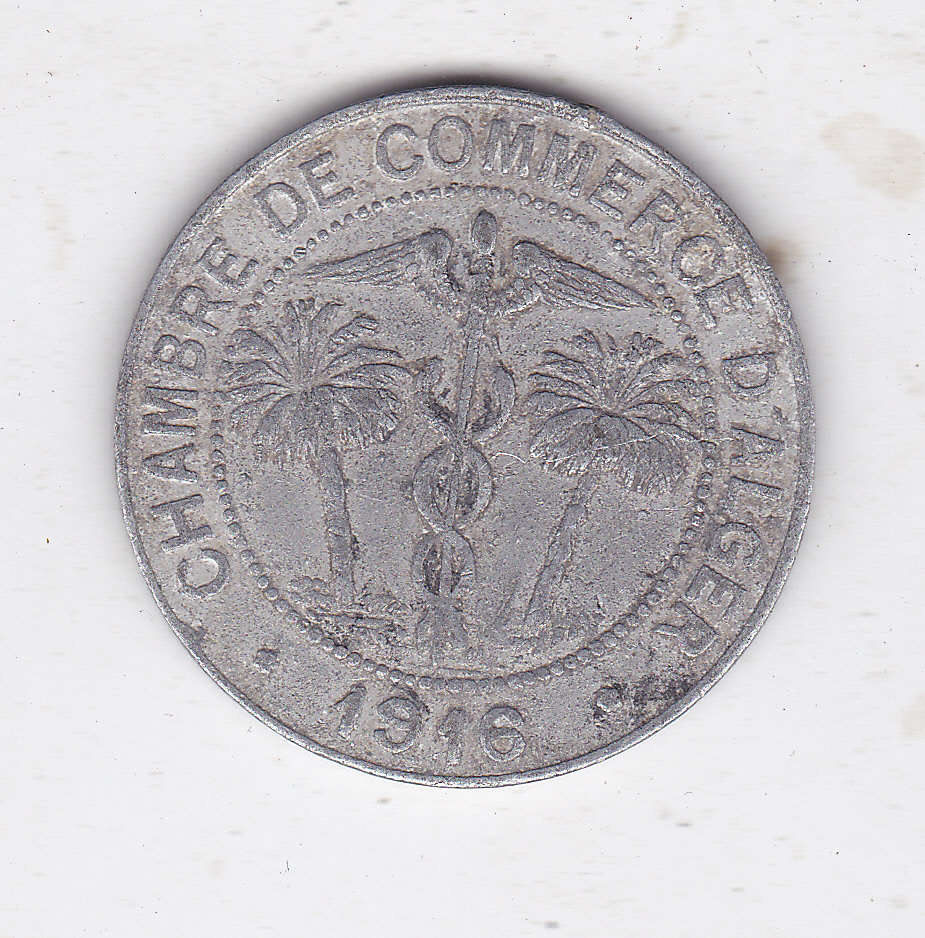 CHAMBRE DE COMMERCE D'ALGER
1916